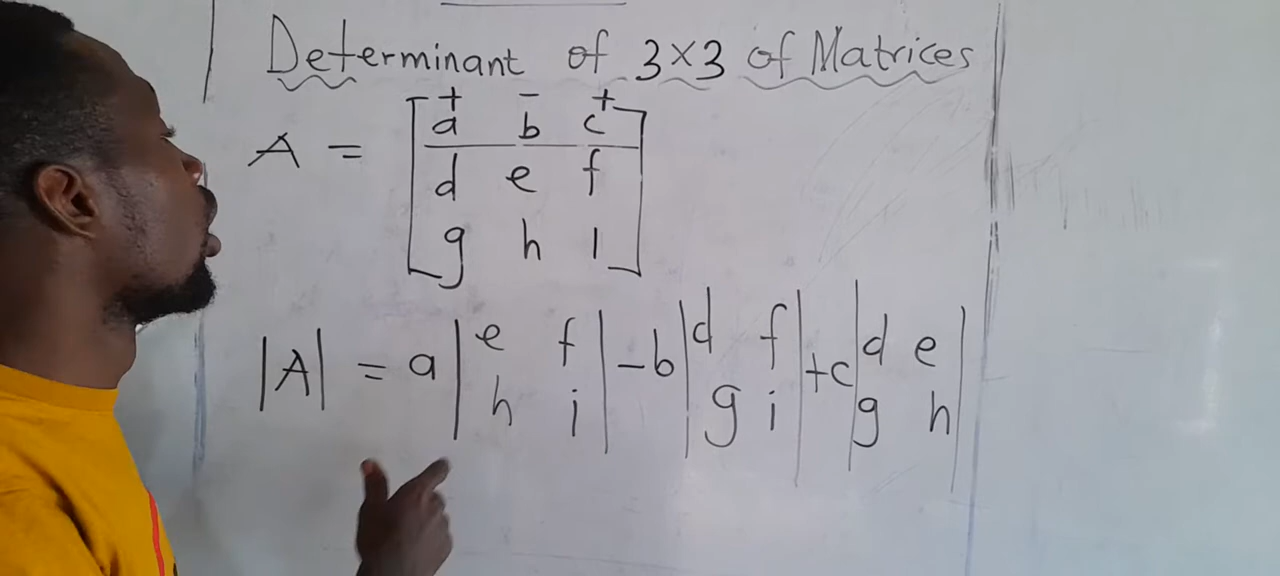 Determinant of 3×3 of Matrices
+ − +
A = [a b c
d e f
g h i]
|A| = a |e f| −b |d f| +c |d e|
|h i| |g i| |g h|